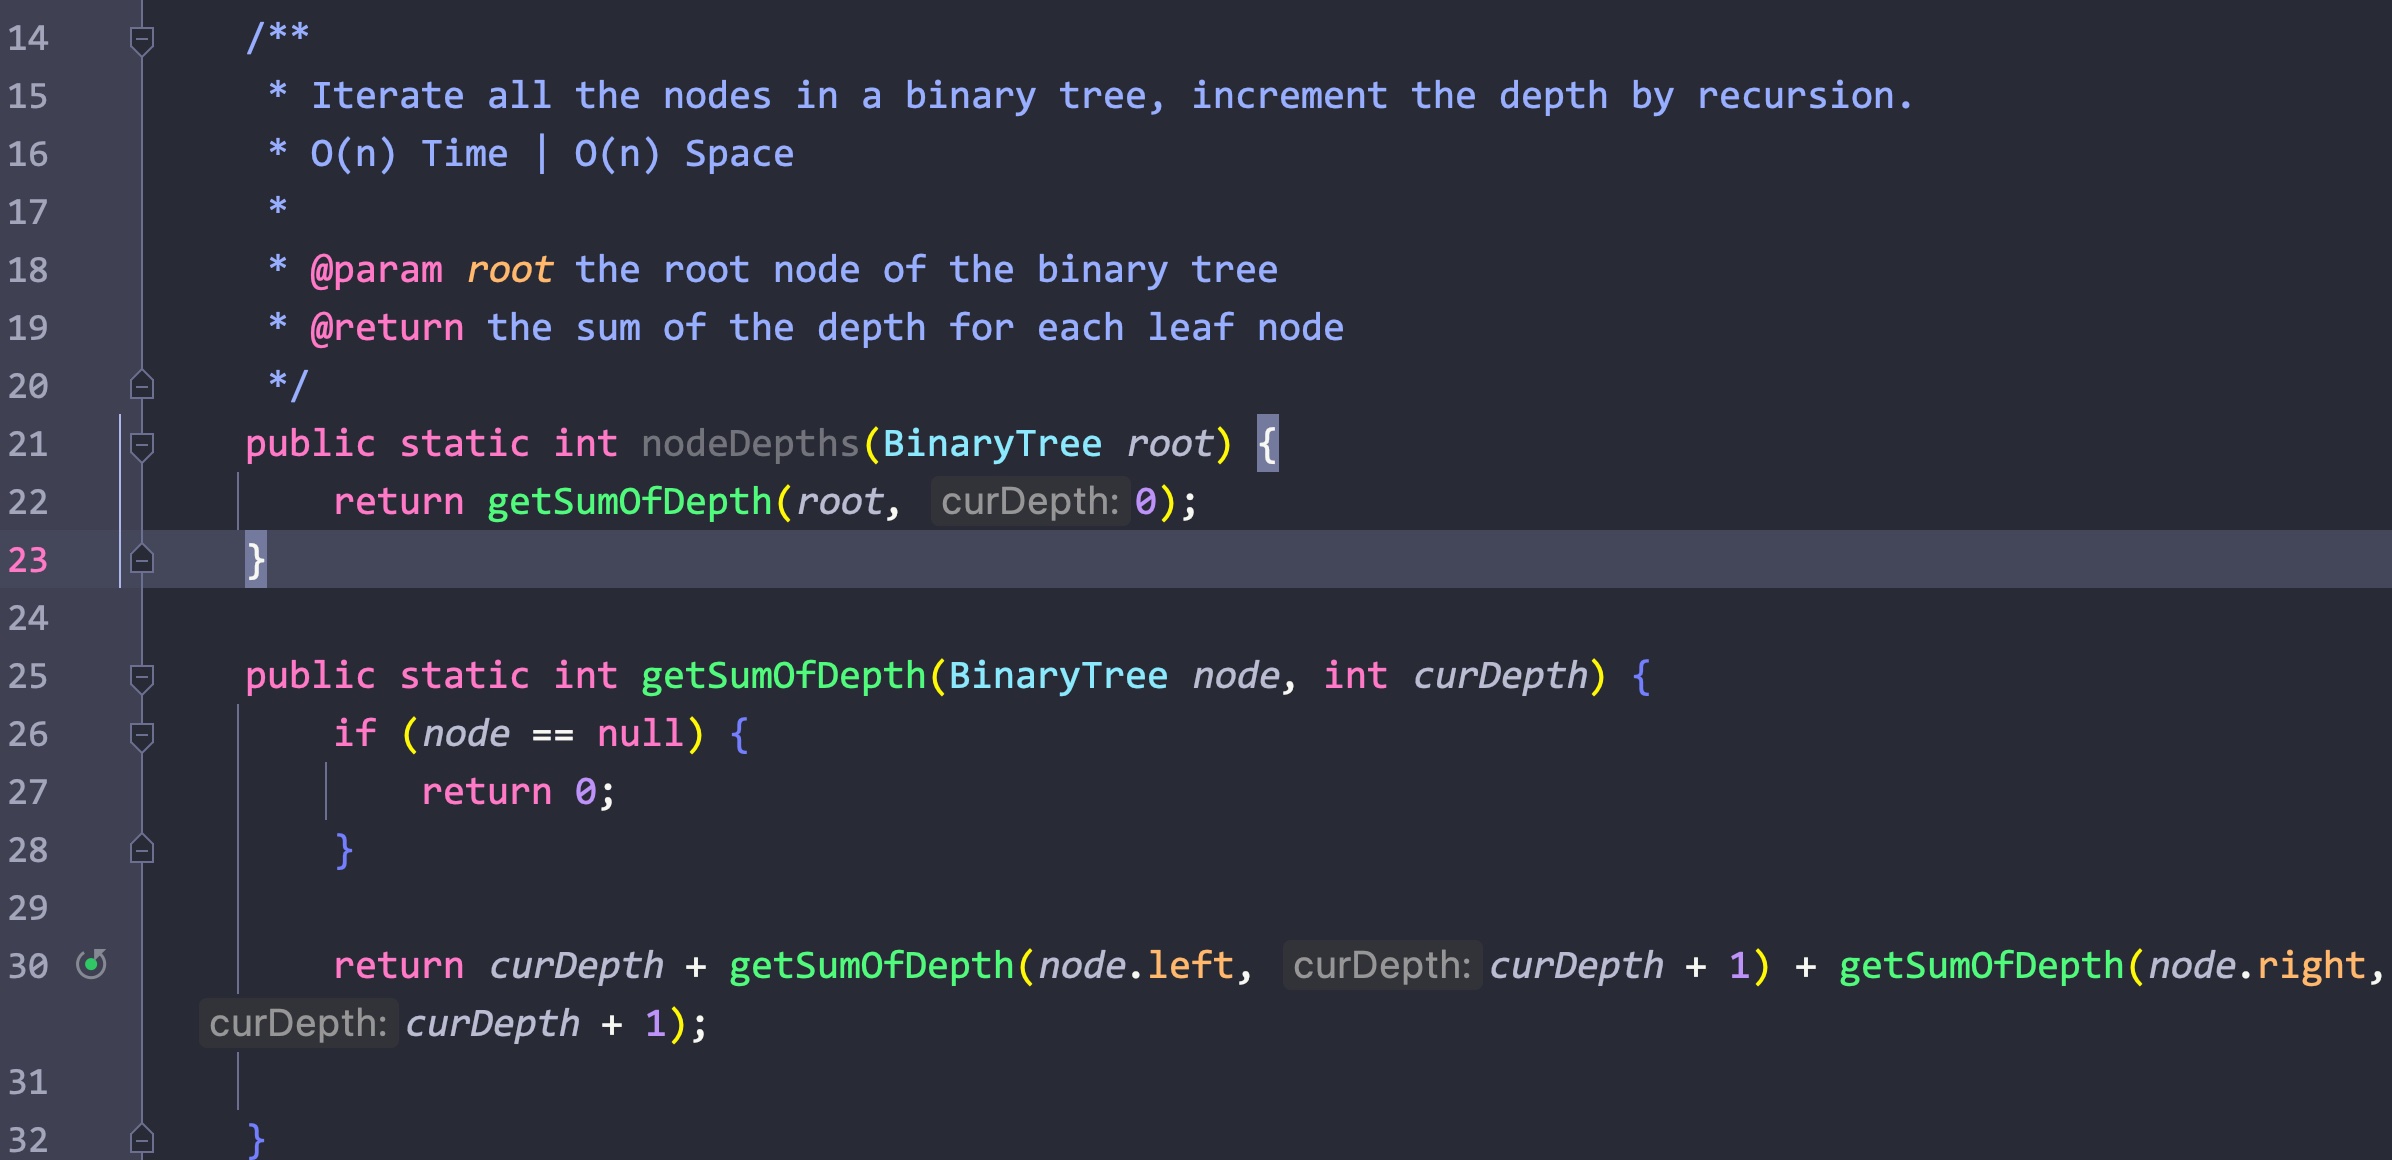 14 /**
15 * Iterate all the nodes in a binary tree, increment the depth by recursion.
16 * O(n) Time | O(n) Space
17 *
18 * @param root the root node of the binary tree
19 * @return the sum of the depth for each leaf node
20 */
21 public static int nodeDepths(BinaryTree root) {
22 return getSumOfDepth(root, curDepth: 0);
23 }
24
25 public static int getSumOfDepth(BinaryTree node, int curDepth) {
26 if (node == null) {
27 return 0;
28 }
29
30 return curDepth + getSumOfDepth(node.left, curDepth: curDepth + 1) + getSumOfDepth(node.right,
curDepth: curDepth + 1);
31
32 }